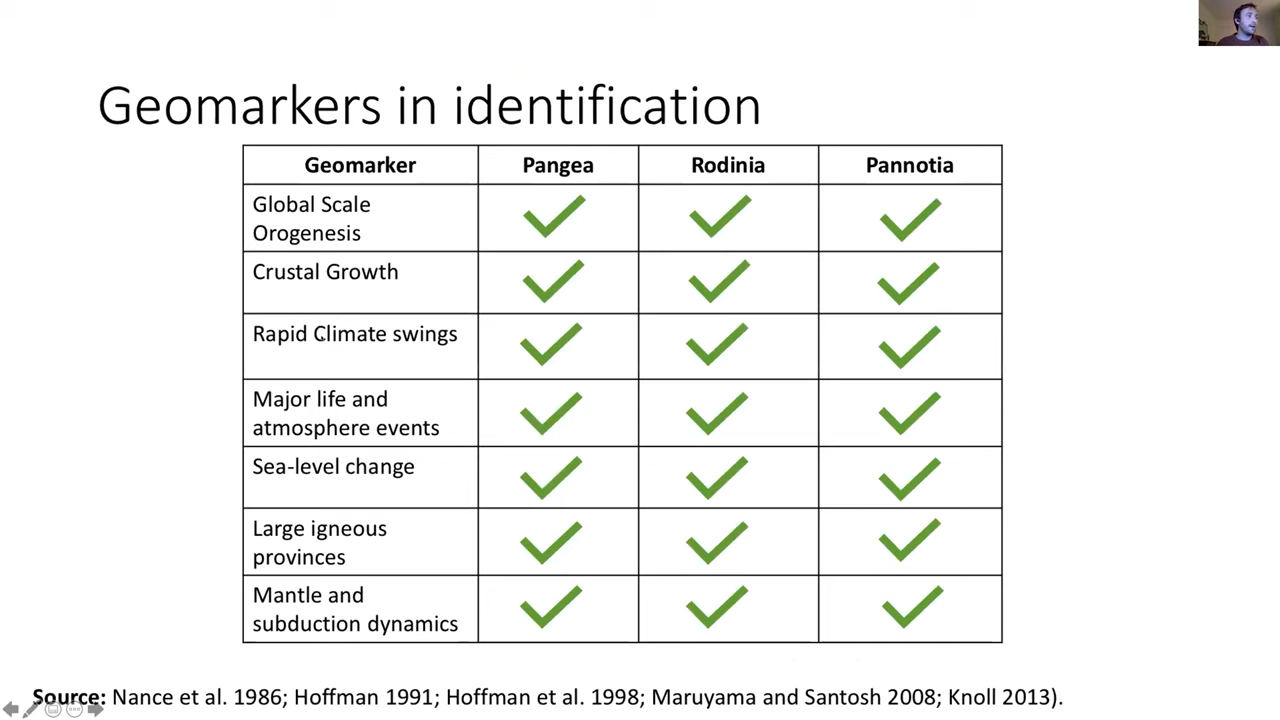 Geomarkers in identification
Geomarker Pangea Rodinia Pannotia
Global Scale
Orogenesis
Crustal Growth
Rapid Climate swings
Major life and
atmosphere events
Sea-level change
Large igneous
provinces
Mantle and
subduction dynamics
Source: Nance et al. 1986; Hoffman 1991; Hoffman et al. 1998; Maruyama and Santosh 2008; Knoll 2013).